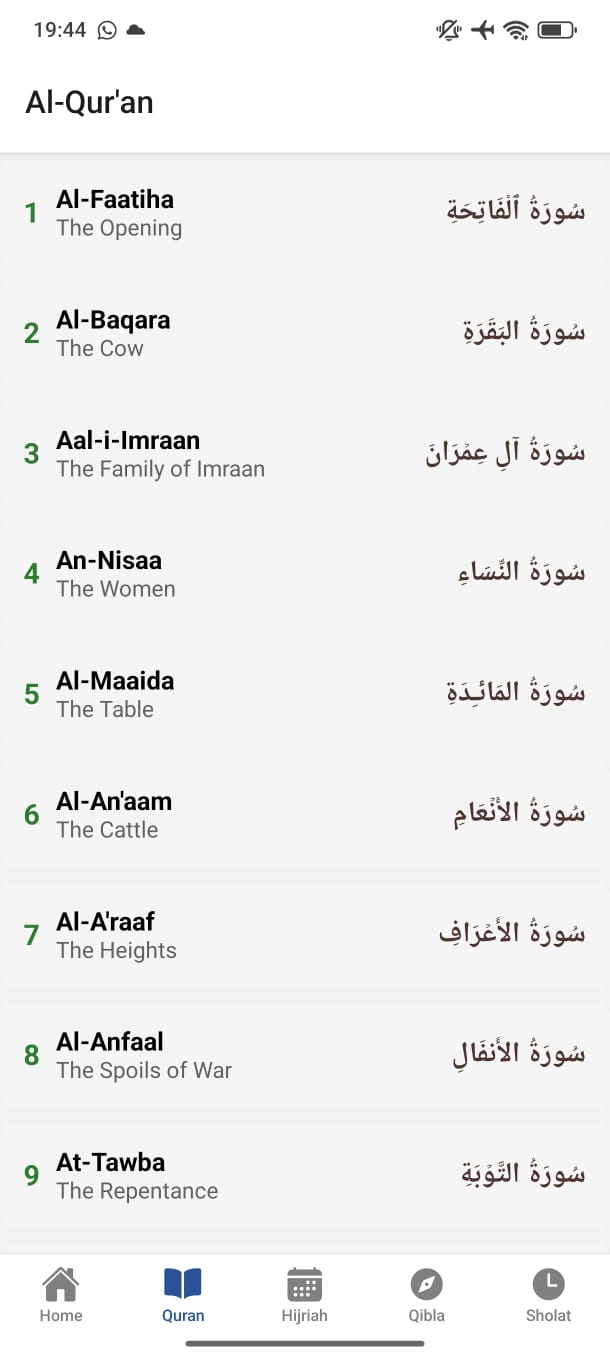 19:44
Al-Qur'an
1
Al-Faatiha
The Opening
سُورَةُ ٱلْفَاتِحَةِ
2
Al-Baqara
The Cow
سُورَةُ البَقَرَةِ
3
Aal-i-Imraan
The Family of Imraan
سُورَةُ آلِ عِمۡرَانَ
4
An-Nisaa
The Women
سُورَةُ النِّسَاءِ
5
Al-Maaida
The Table
سُورَةُ المَائـِدَةِ
6
Al-An'aam
The Cattle
سُورَةُ الأَنۡعَامِ
7
Al-A'raaf
The Heights
سُورَةُ الأَعۡرَافِ
8
Al-Anfaal
The Spoils of War
سُورَةُ الأَنفَالِ
9
At-Tawba
The Repentance
سُورَةُ التَّوۡبَةِ
Home
Quran
Hijriah
Qibla
Sholat